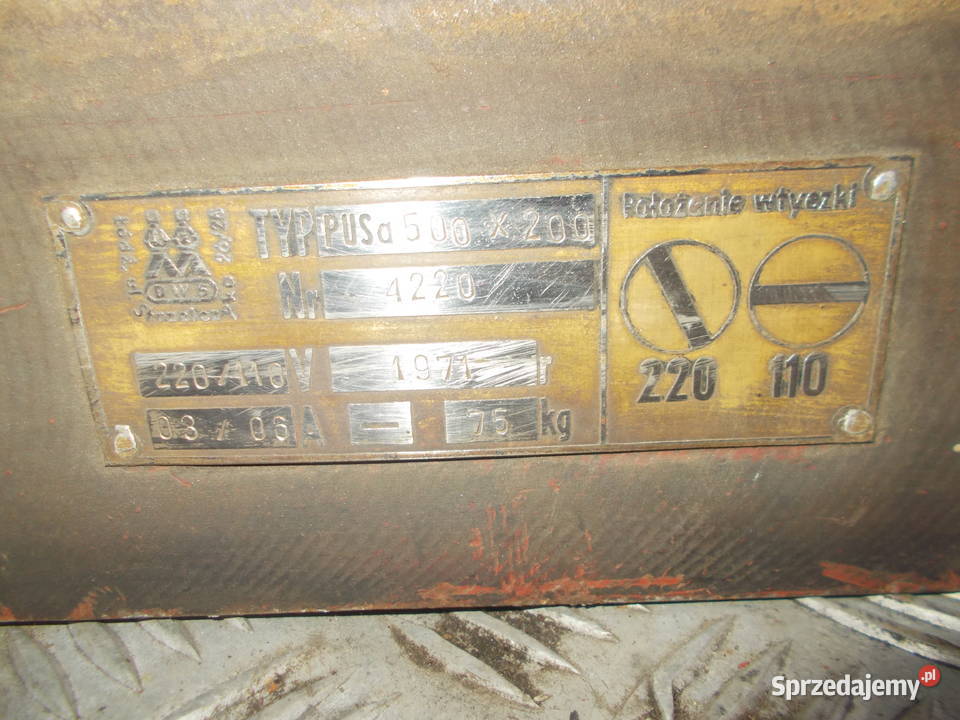 TYP PUSa 500 x 200
Nr 4220
220/110 V 1971 r
03/06 A — 75 kg
OWS
Położenie wtyczki
220 110
Sprzedajemy.pl